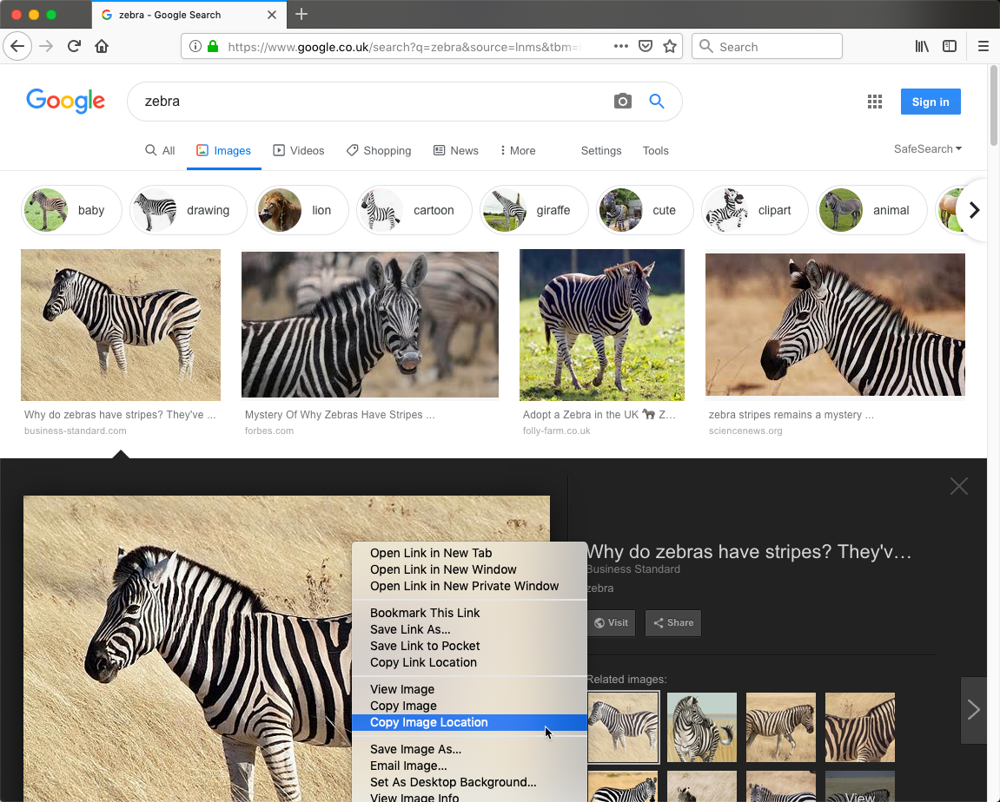 zebra - Google Search
https://www.google.co.uk/search?q=zebra&source=lnms&tbm=
Search
Google
zebra
Sign in
All
Images
Videos
Shopping
News
More
Settings
Tools
SafeSearch
baby
drawing
lion
cartoon
giraffe
cute
clipart
animal
Why do zebras have stripes? They've ...
business-standard.com
Mystery Of Why Zebras Have Stripes ...
forbes.com
Adopt a Zebra in the UK 🦓 Z...
folly-farm.co.uk
zebra stripes remains a mystery ...
sciencenews.org
Why do zebras have stripes? They'v...
Business Standard
zebra
Visit
Share
Related images:
View
Open Link in New Tab
Open Link in New Window
Open Link in New Private Window
Bookmark This Link
Save Link As...
Save Link to Pocket
Copy Link Location
View Image
Copy Image
Copy Image Location
Save Image As...
Email Image...
Set As Desktop Background...
View Image Info